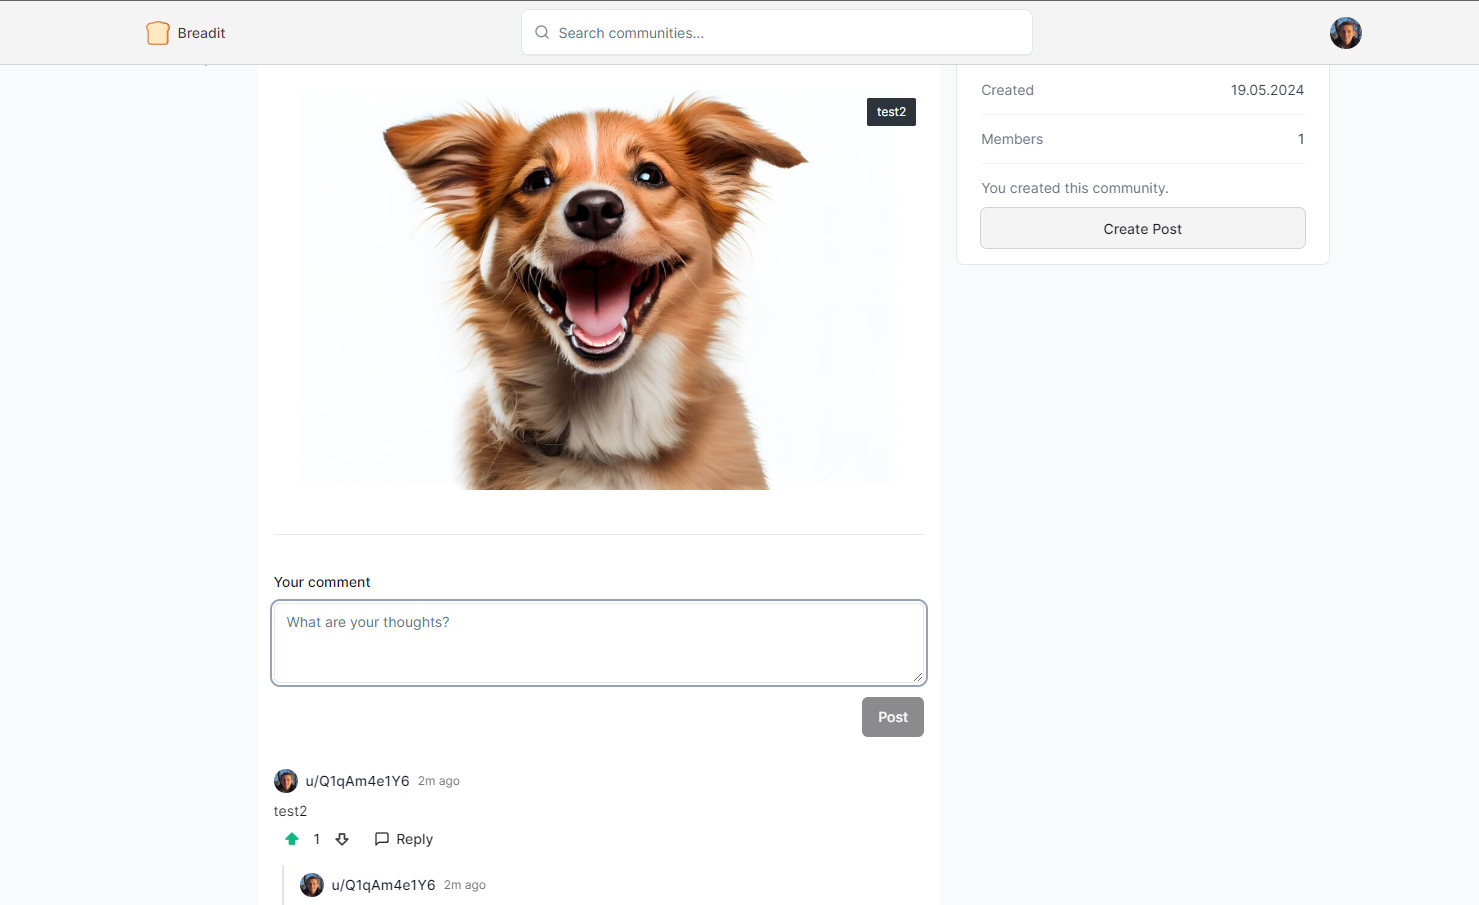 Breadit
Search communities...
test2
Created 19.05.2024
Members 1
You created this community.
Create Post
Your comment
What are your thoughts?
Post
u/Q1qAm4e1Y6 2m ago
test2
1 Reply
u/Q1qAm4e1Y6 2m ago